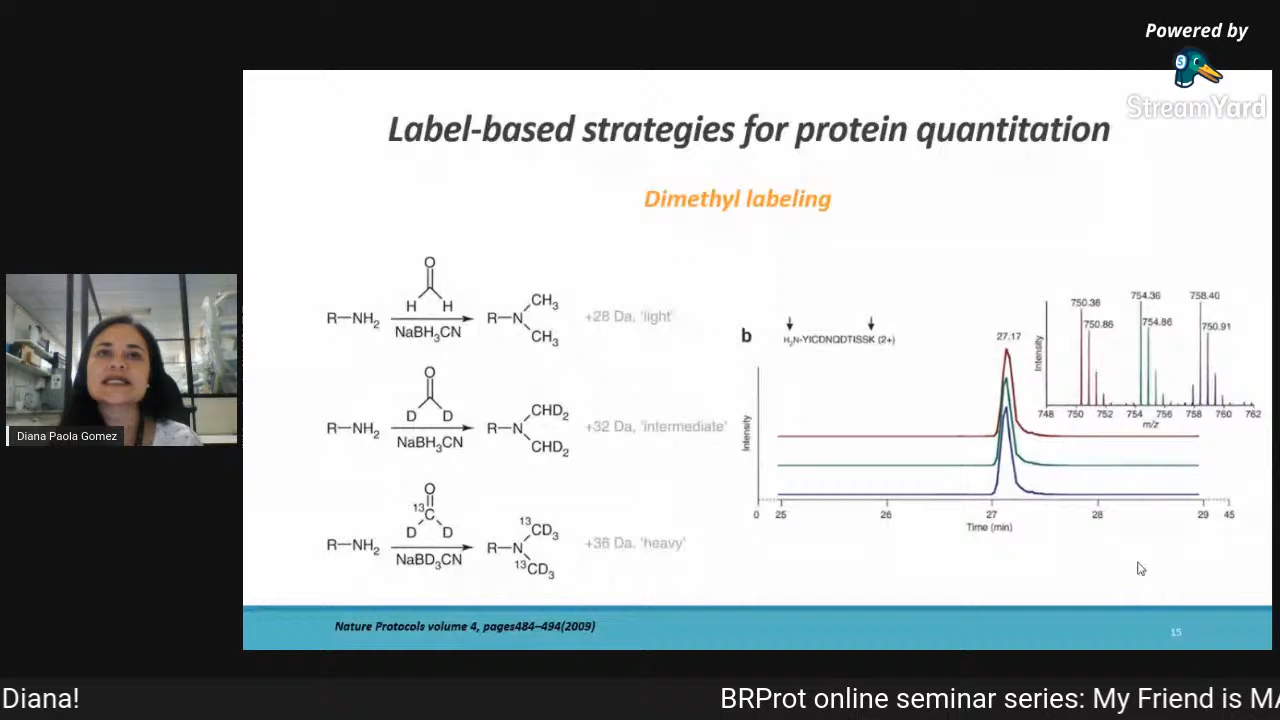 Powered by
StreamYard
Label-based strategies for protein quantitation
Dimethyl labeling
O
H H
R–NH2
NaBH3CN
R–N
CH3
CH3
+28 Da, 'light'
O
D D
R–NH2
NaBH3CN
R–N
CHD2
CHD2
+32 Da, 'intermediate'
O
13C
D D
R–NH2
NaBD3CN
R–N
13CD3
13CD3
+36 Da, 'heavy'
b
H2N-YICDNQDTISSK (2+)
27.17
Intensity
0 25 26 27 28 29 45
Time (min)
750.36
750.86
754.36
754.86
758.40
750.91
Intensity
748 750 752 754 756 758 760 762
m/z
Diana Paola Gomez
Nature Protocols volume 4, pages484–494(2009)
15
Diana!
BRProt online seminar series: My Friend is MA